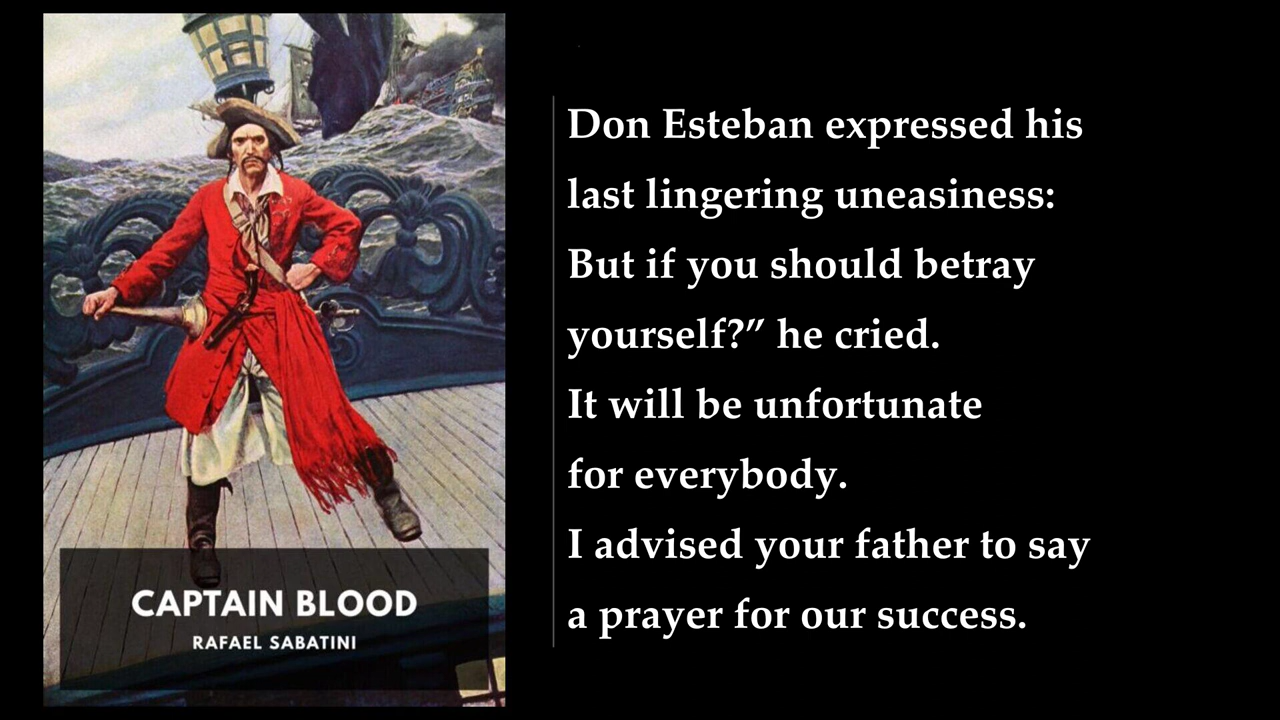 CAPTAIN BLOOD
RAFAEL SABATINI
Don Esteban expressed his
last lingering uneasiness:
But if you should betray
yourself?” he cried.
It will be unfortunate
for everybody.
I advised your father to say
a prayer for our success.